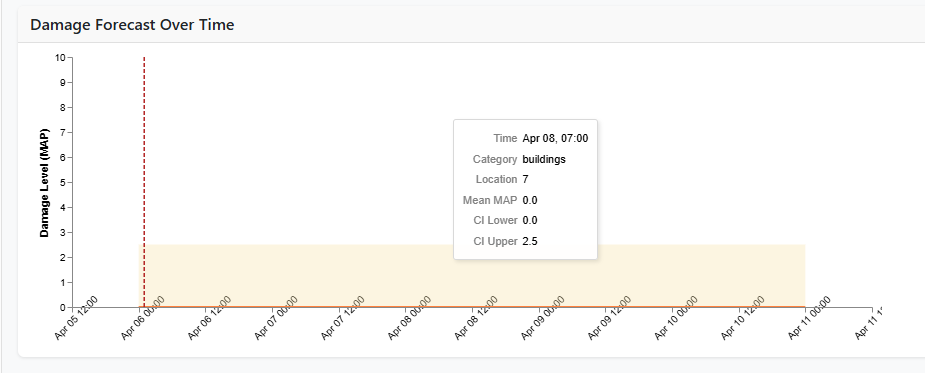 Damage Forecast Over Time
10
9
8
7
6
5
4
3
2
1
0
Damage Level (MAP)
Time Apr 08, 07:00
Category buildings
Location 7
Mean MAP 0.0
CI Lower 0.0
CI Upper 2.5
Apr 05 12:00
Apr 06 00:00
Apr 06 12:00
Apr 07 00:00
Apr 07 12:00
Apr 08 00:00
Apr 08 12:00
Apr 09 00:00
Apr 09 12:00
Apr 10 00:00
Apr 10 12:00
Apr 11 00:00
Apr 11